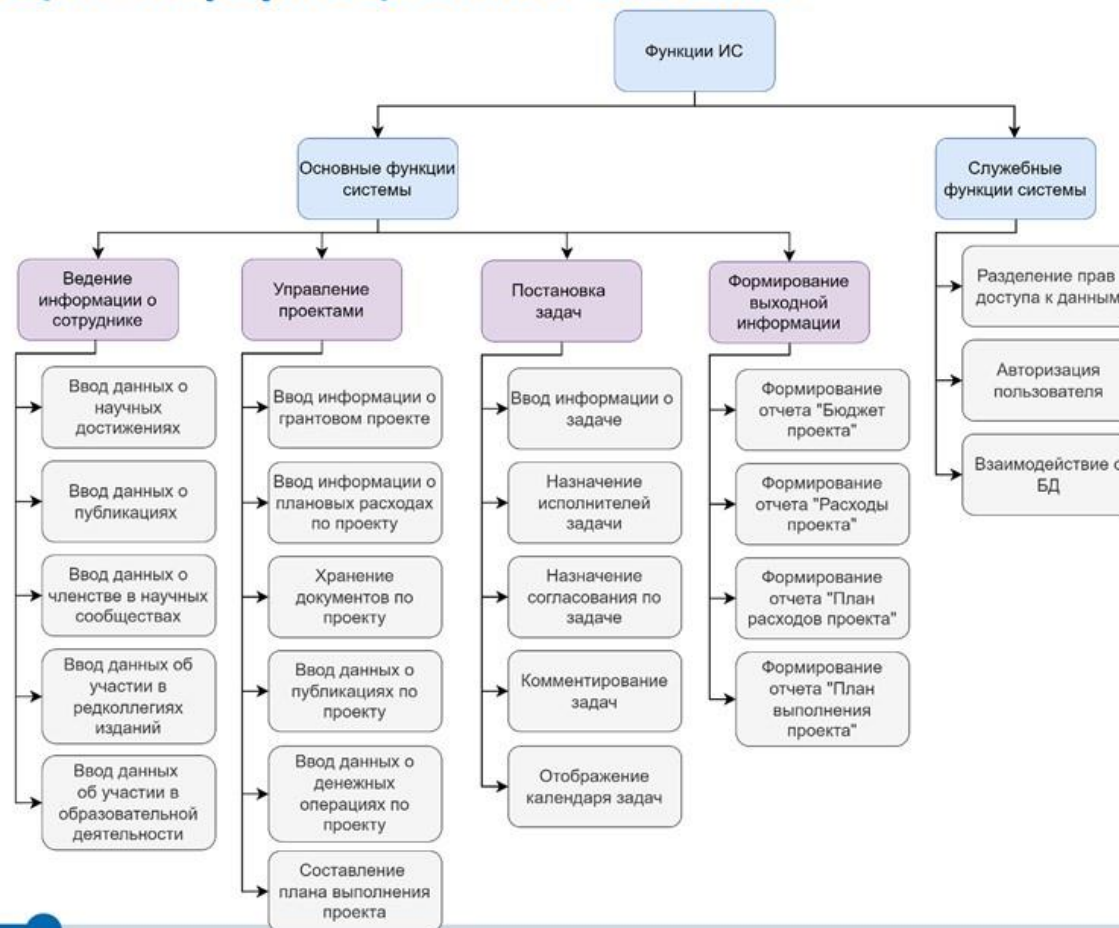 Функции ИС
Основные функции
системы
Служебные
функции системы
Ведение
информации о
сотруднике
Ввод данных о
научных
достижениях
Ввод данных о
публикациях
Ввод данных о
членстве в научных
сообществах
Ввод данных об
участии в
редколлегиях
изданий
Ввод данных
об участии в
образовательной
деятельности
Управление
проектами
Ввод информации о
грантовом проекте
Ввод информации о
плановых расходах
по проекту
Хранение
документов по
проекту
Ввод данных о
публикациях по
проекту
Ввод данных о
денежных
операциях по
проекту
Составление
плана выполнения
проекта
Постановка
задач
Ввод информации о
задаче
Назначение
исполнителей
задачи
Назначение
согласования по
задаче
Комментирование
задач
Отображение
календаря задач
Формирование
выходной
информации
Формирование
отчета "Бюджет
проекта"
Формирование
отчета "Расходы
проекта"
Формирование
отчета "План
расходов проекта"
Формирование
отчета "План
выполнения
проекта"
Разделение прав
доступа к данным
Авторизация
пользователя
Взаимодействие с
БД